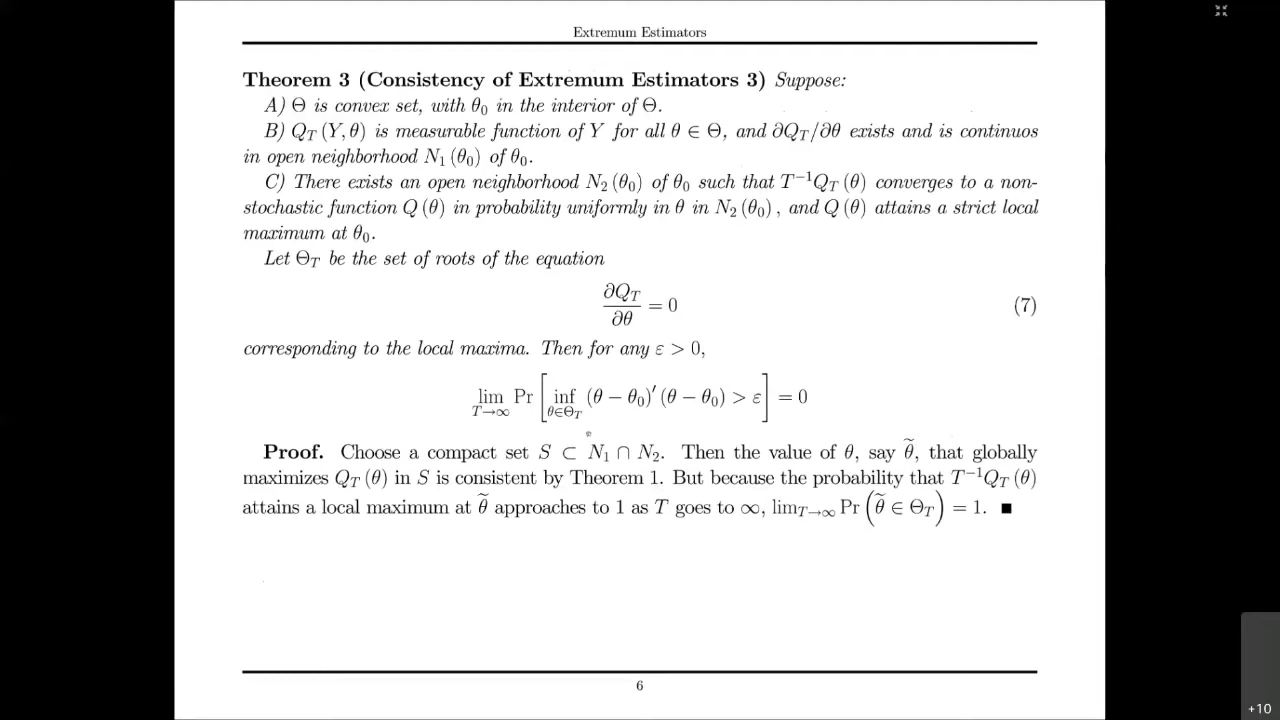 Extremum Estimators
Theorem 3 (Consistency of Extremum Estimators 3) Suppose:
A) Θ is convex set, with θ₀ in the interior of Θ.
B) Q_T (Y, θ) is measurable function of Y for all θ ∈ Θ, and ∂Q_T/∂θ exists and is continuos
in open neighborhood N₁ (θ₀) of θ₀.
C) There exists an open neighborhood N₂ (θ₀) of θ₀ such that T⁻¹Q_T (θ) converges to a non-
stochastic function Q (θ) in probability uniformly in θ in N₂ (θ₀), and Q (θ) attains a strict local
maximum at θ₀.
Let Θ_T be the set of roots of the equation
∂Q_T/∂θ = 0 (7)
corresponding to the local maxima. Then for any ε > 0,
lim_{T→∞} Pr [inf_{θ∈Θ_T} (θ − θ₀)′ (θ − θ₀) > ε] = 0
Proof. Choose a compact set S ⊂ N₁ ∩ N₂. Then the value of θ, say θ̃, that globally
maximizes Q_T (θ) in S is consistent by Theorem 1. But because the probability that T⁻¹Q_T (θ)
attains a local maximum at θ̃ approaches to 1 as T goes to ∞, lim_{T→∞} Pr (θ̃ ∈ Θ_T) = 1. ■
6
+10